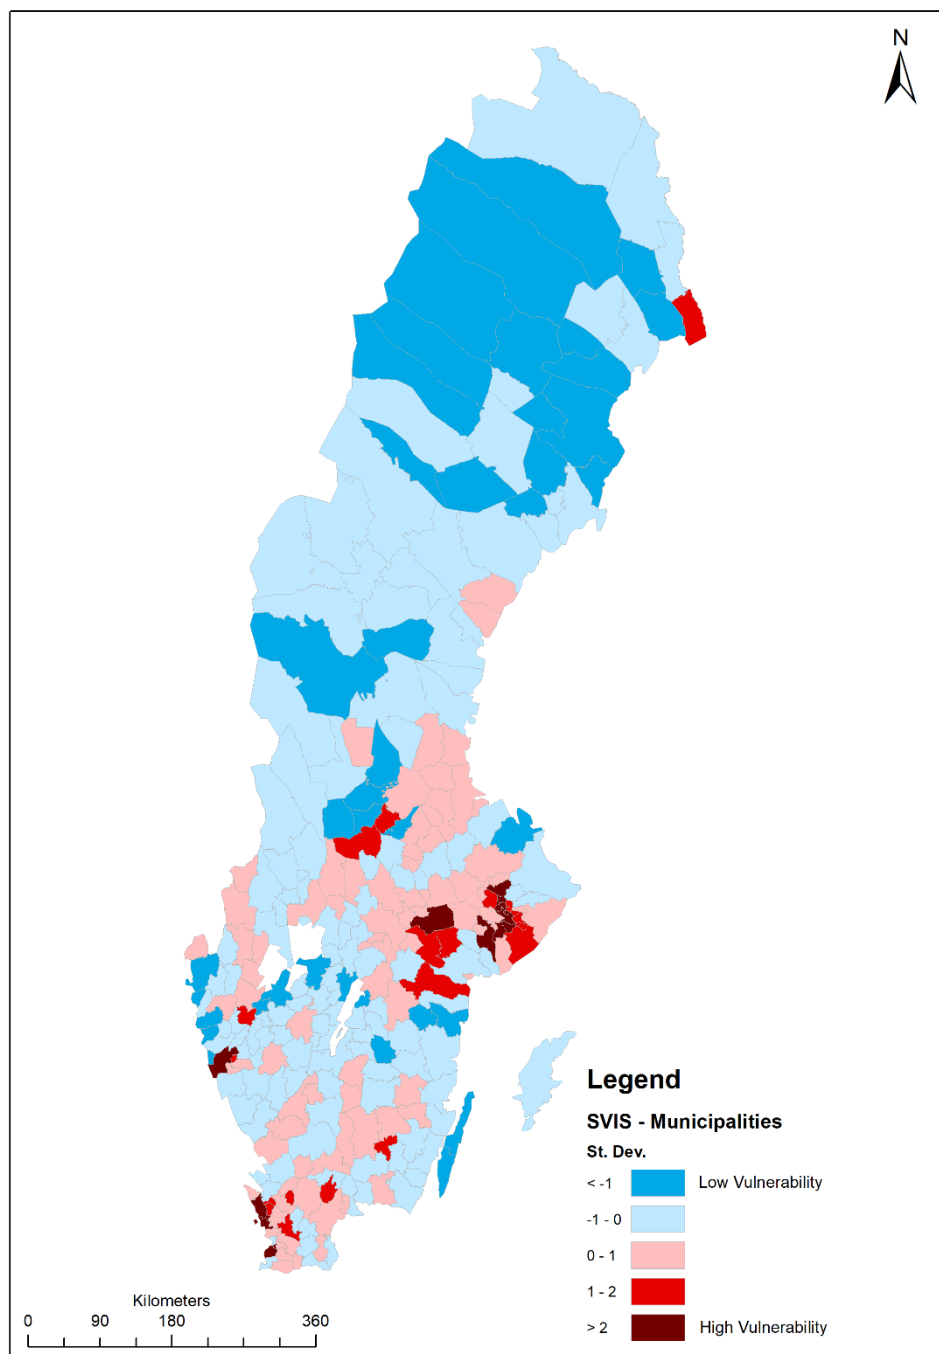 N
Legend
SVIS - Municipalities
St. Dev.
< -1 Low Vulnerability
-1 - 0
0 - 1
1 - 2
> 2 High Vulnerability
Kilometers
0 90 180 360